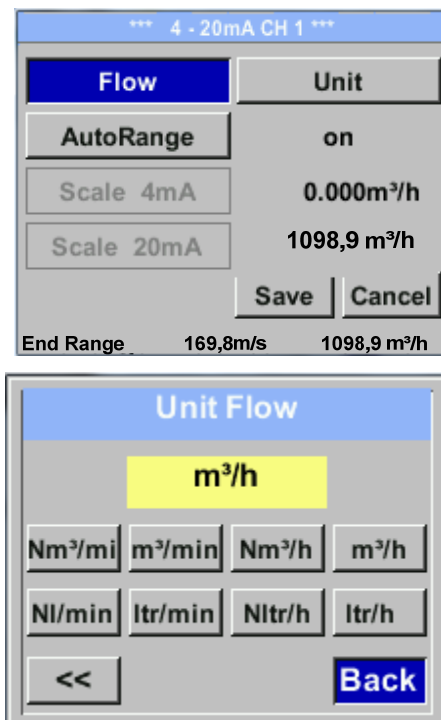 *** 4 - 20mA CH 1 ***
Flow Unit
AutoRange on
Scale 4mA 0.000m³/h
Scale 20mA 1098,9 m³/h
Save Cancel
End Range 169,8m/s 1098,9 m³/h
Unit Flow
m³/h
Nm³/mi m³/min Nm³/h m³/h
Nl/min ltr/min Nltr/h ltr/h
<< Back